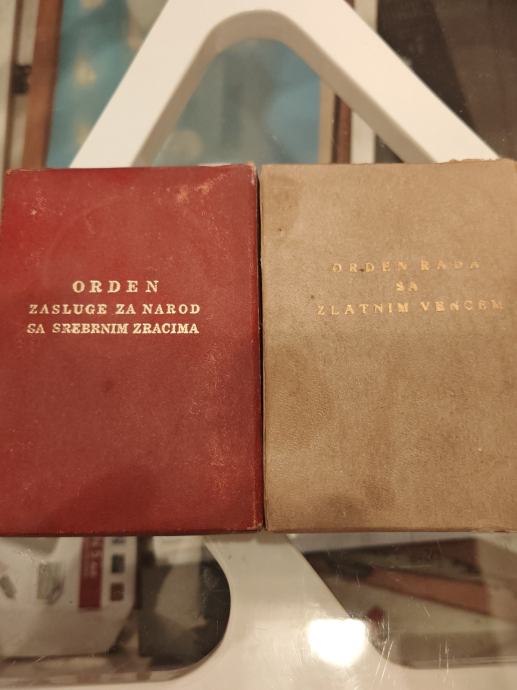 ORDEN
ZASLUGE ZA NAROD
SA SREBRNIM ZRACIMA
ORDEN RADA
SA
ZLATNIM VENCEM